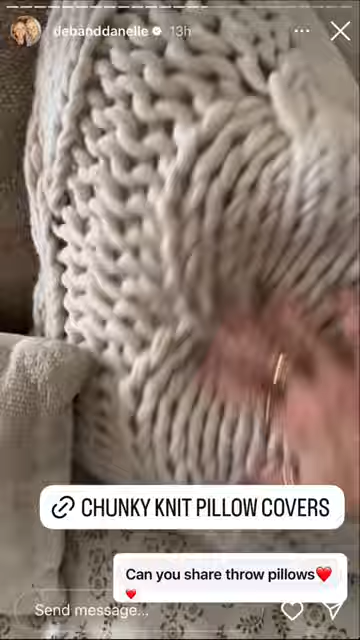 debanddanelle 13h
CHUNKY KNIT PILLOW COVERS
Can you share throw pillows❤️
❤️
Send message...